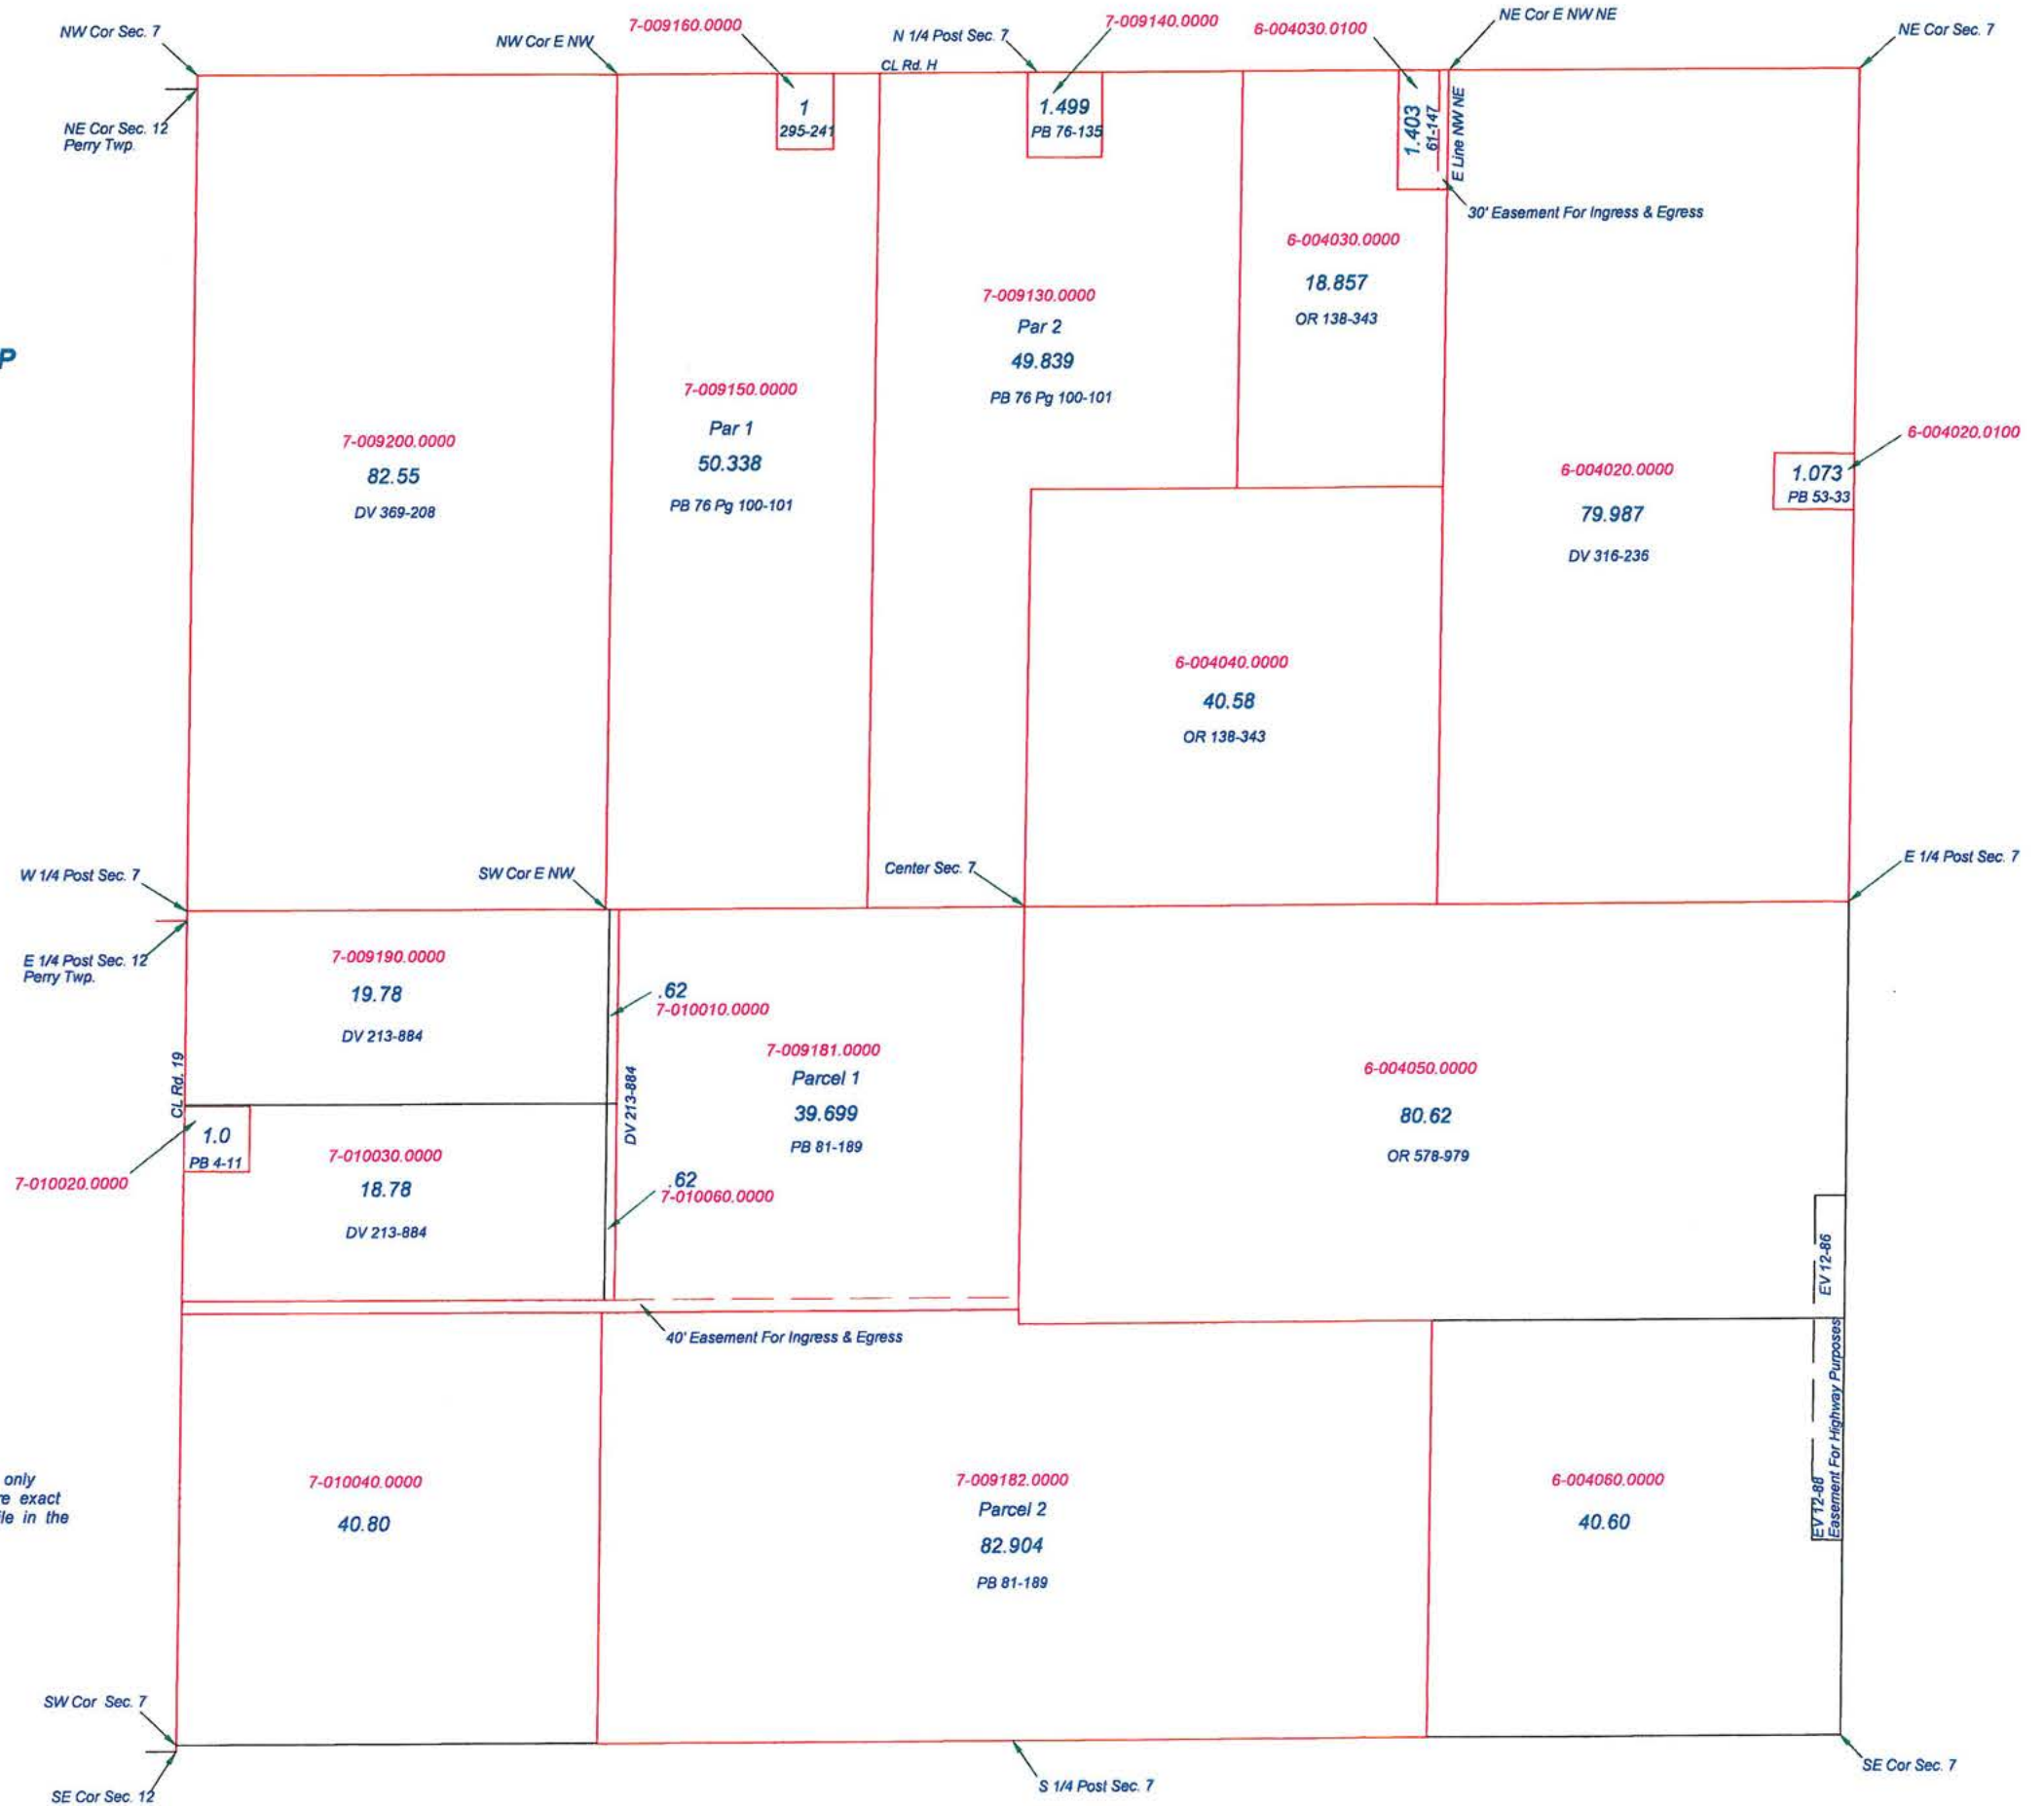 NW Cor Sec. 7
NW Cor E NW
7-009160.0000
N 1/4 Post Sec. 7
7-009140.0000
6-004030.0100
NE Cor E NW NE
NE Cor Sec. 7
CL Rd. H
NE Cor Sec. 12
Perry Twp.
1
295-241
1.499
PB 76-135
1.403
61-147
E Line NW NE
30' Easement For Ingress & Egress
6-004030.0000
18.857
OR 138-343
7-009130.0000
Par 2
49.839
PB 76 Pg 100-101
P
7-009150.0000
Par 1
50.338
PB 76 Pg 100-101
7-009200.0000
82.55
DV 369-208
6-004020.0000
79.987
DV 316-236
6-004020.0100
1.073
PB 53-33
6-004040.0000
40.58
OR 138-343
W 1/4 Post Sec. 7
SW Cor E NW
Center Sec. 7
E 1/4 Post Sec. 7
E 1/4 Post Sec. 12
Perry Twp.
7-009190.0000
19.78
DV 213-884
.62
7-010010.0000
7-009181.0000
Parcel 1
39.699
PB 81-189
DV 213-884
CL Rd. 19
6-004050.0000
80.62
OR 578-979
1.0
PB 4-11
7-010020.0000
7-010030.0000
18.78
DV 213-884
.62
7-010060.0000
EV 12-86
40' Easement For Ingress & Egress
Easement For Highway Purposes
EV 12-88
only
re exact
ile in the
7-010040.0000
40.80
7-009182.0000
Parcel 2
82.904
PB 81-189
6-004060.0000
40.60
SW Cor Sec. 7
SE Cor Sec. 12
S 1/4 Post Sec. 7
SE Cor Sec. 7